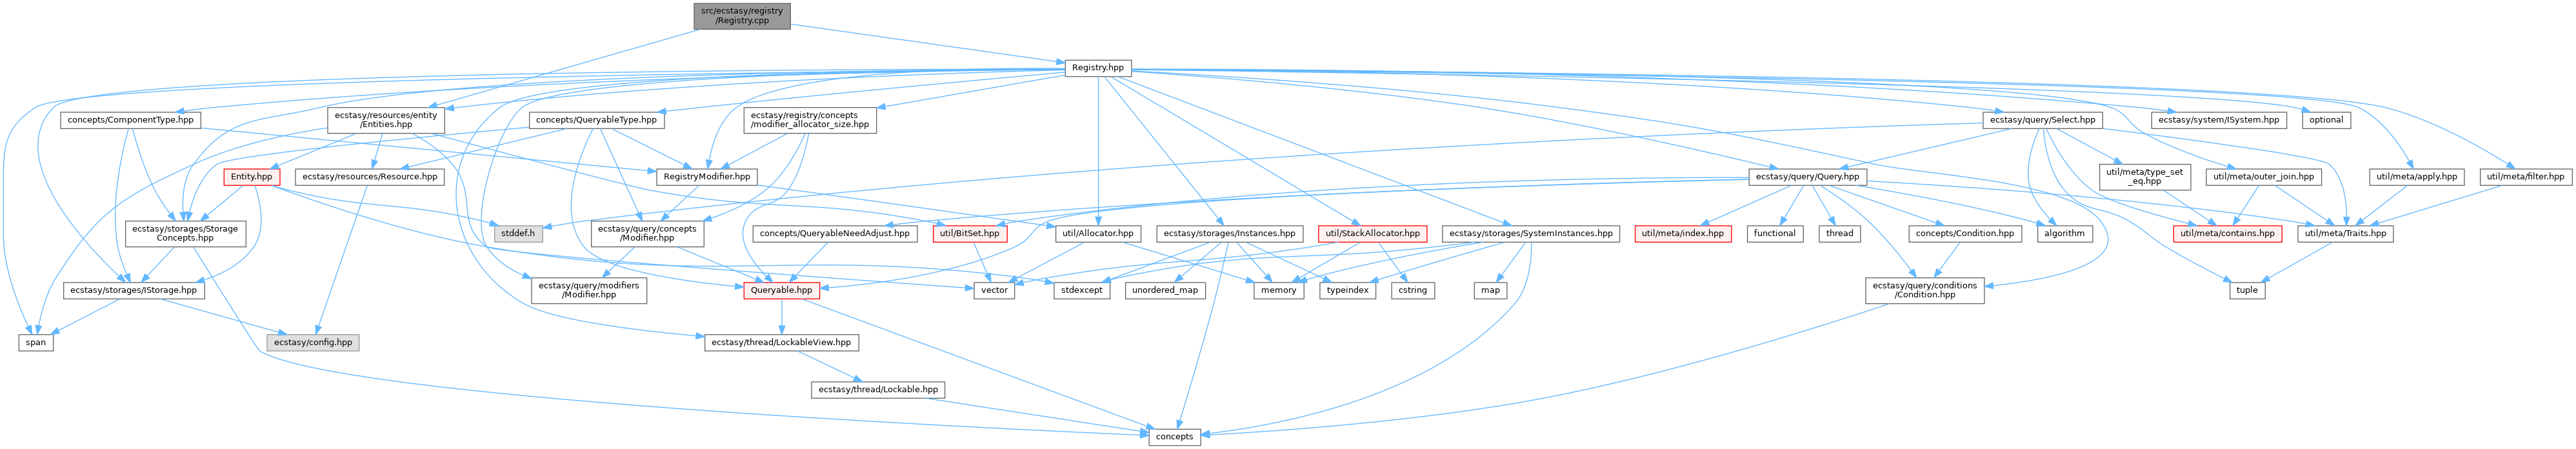 src/ecstasy/registry
/Registry.cpp
Registry.hpp
concepts/ComponentType.hpp
ecstasy/resources/entity
/Entities.hpp
concepts/QueryableType.hpp
ecstasy/registry/concepts
/modifier_allocator_size.hpp
ecstasy/query/Select.hpp
ecstasy/system/ISystem.hpp
optional
Entity.hpp
ecstasy/resources/Resource.hpp
RegistryModifier.hpp
ecstasy/query/Query.hpp
util/meta/type_set
_eq.hpp
util/meta/outer_join.hpp
util/meta/apply.hpp
util/meta/filter.hpp
ecstasy/storages/Storage
Concepts.hpp
stddef.h
ecstasy/query/concepts
/Modifier.hpp
concepts/QueryableNeedAdjust.hpp
util/BitSet.hpp
util/Allocator.hpp
ecstasy/storages/Instances.hpp
util/StackAllocator.hpp
ecstasy/storages/SystemInstances.hpp
util/meta/index.hpp
functional
thread
concepts/Condition.hpp
algorithm
util/meta/contains.hpp
util/meta/Traits.hpp
ecstasy/storages/IStorage.hpp
ecstasy/query/modifiers
/Modifier.hpp
Queryable.hpp
vector
stdexcept
unordered_map
memory
typeindex
cstring
map
ecstasy/query/conditions
/Condition.hpp
tuple
span
ecstasy/config.hpp
ecstasy/thread/LockableView.hpp
ecstasy/thread/Lockable.hpp
concepts